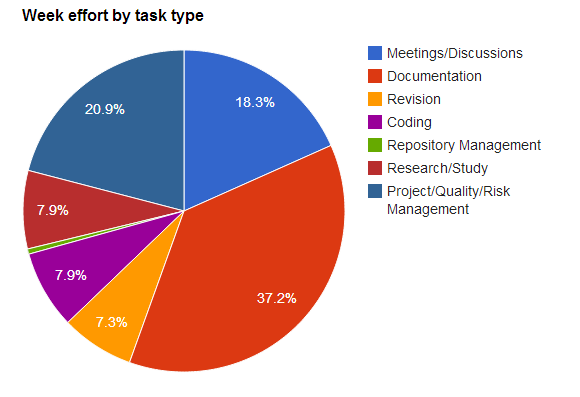 Week effort by task type
18.3%
37.2%
7.3%
7.9%
7.9%
20.9%
Meetings/Discussions
Documentation
Revision
Coding
Repository Management
Research/Study
Project/Quality/Risk
Management